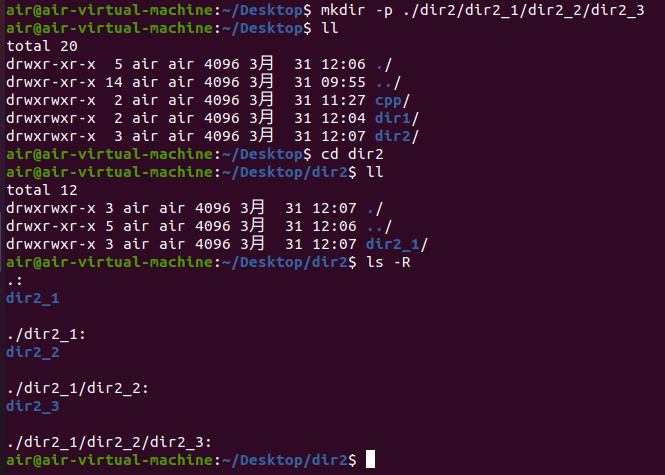 air@air-virtual-machine:~/Desktop$ mkdir -p ./dir2/dir2_1/dir2_2/dir2_3
air@air-virtual-machine:~/Desktop$ ll
total 20
drwxr-xr-x  5 air air 4096 3月  31 12:06 ./
drwxr-xr-x 14 air air 4096 3月  31 09:55 ../
drwxrwxr-x  2 air air 4096 3月  31 11:27 cpp/
drwxrwxr-x  2 air air 4096 3月  31 12:04 dir1/
drwxrwxr-x  3 air air 4096 3月  31 12:07 dir2/
air@air-virtual-machine:~/Desktop$ cd dir2
air@air-virtual-machine:~/Desktop/dir2$ ll
total 12
drwxrwxr-x 3 air air 4096 3月  31 12:07 ./
drwxr-xr-x 5 air air 4096 3月  31 12:06 ../
drwxrwxr-x 3 air air 4096 3月  31 12:07 dir2_1/
air@air-virtual-machine:~/Desktop/dir2$ ls -R
.:
dir2_1

./dir2_1:
dir2_2

./dir2_1/dir2_2:
dir2_3

./dir2_1/dir2_2/dir2_3:
air@air-virtual-machine:~/Desktop/dir2$